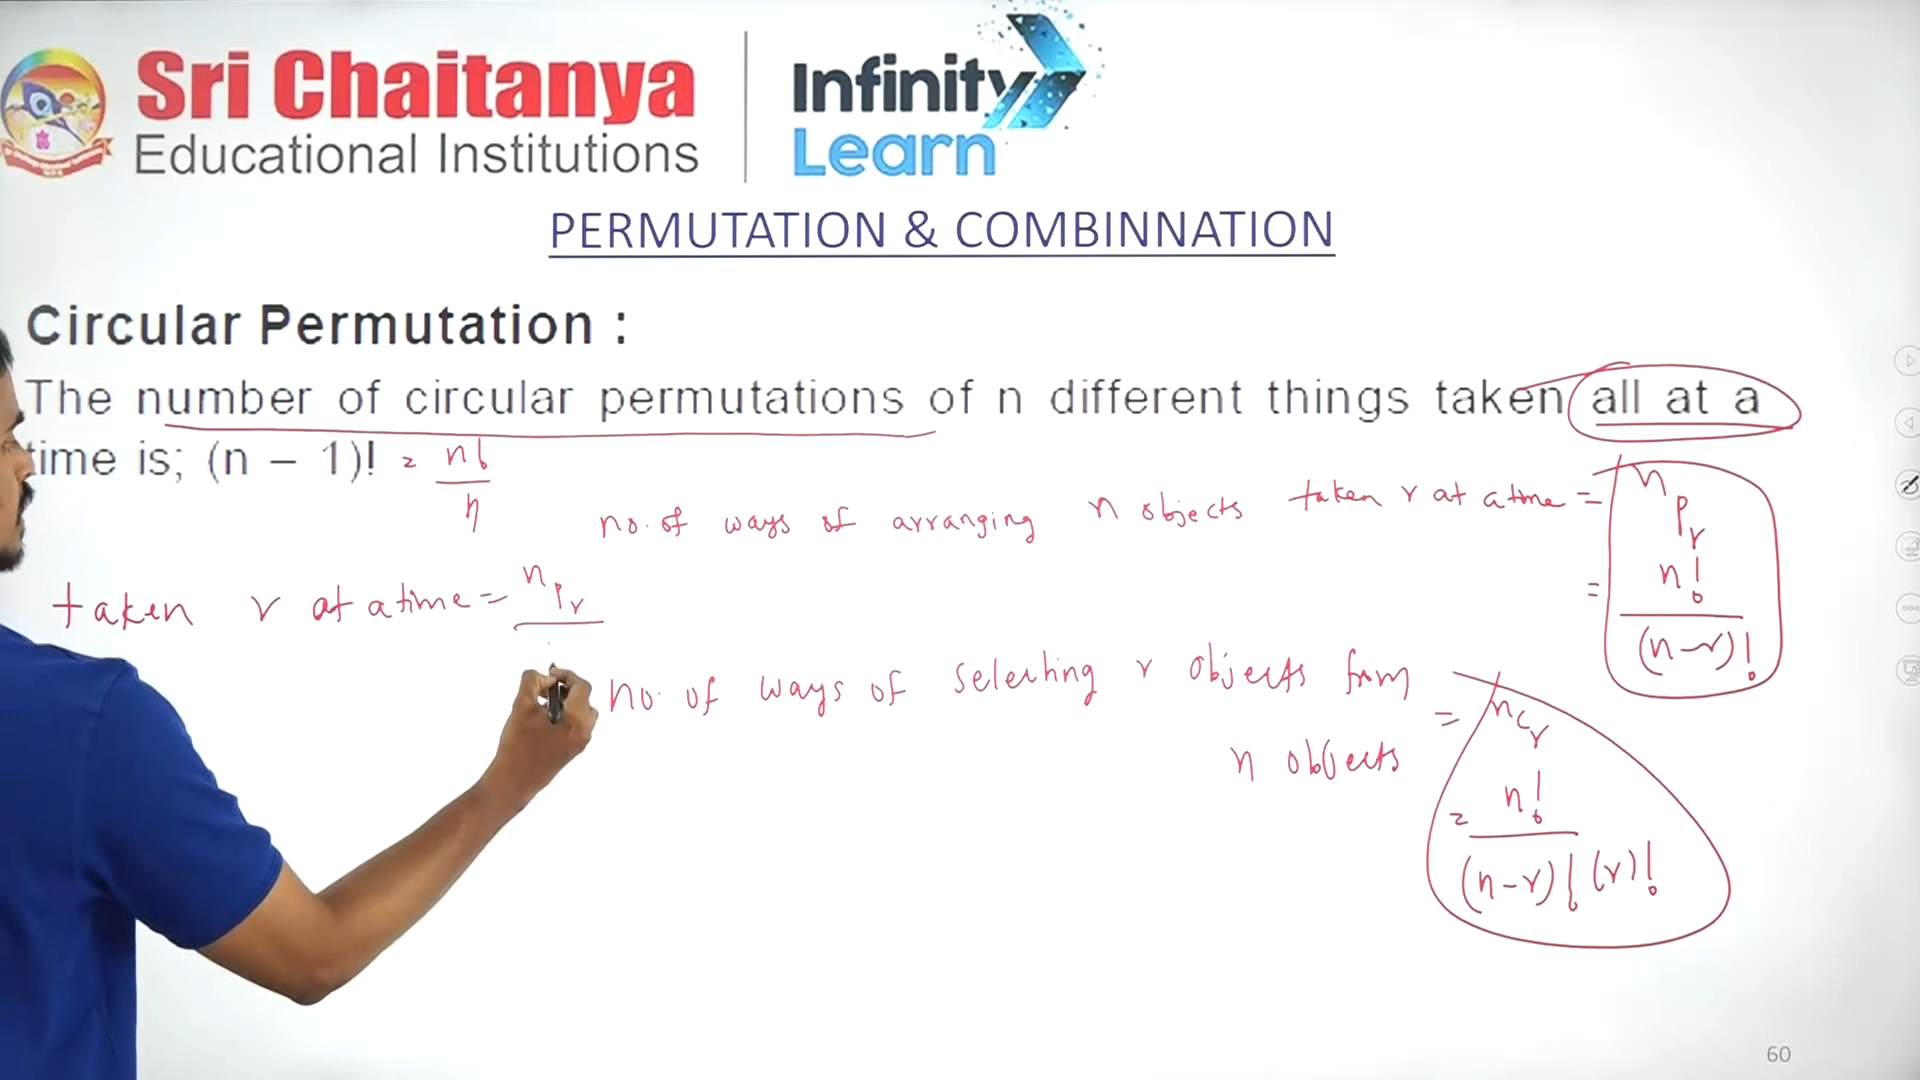 Sri Chaitanya
Educational Institutions
Infinity
Learn
PERMUTATION & COMBINNATION
Circular Permutation :
The number of circular permutations of n different things taken all at a
time is; (n – 1)! = n!
n
no. of ways of arranging n objects taken r at a time = nPr
= n!
(n-r)!
taken r at a time = nPr
no. of ways of selecting r objects from
n objects
= nCr
= n!
(n-r)! (r)!
60